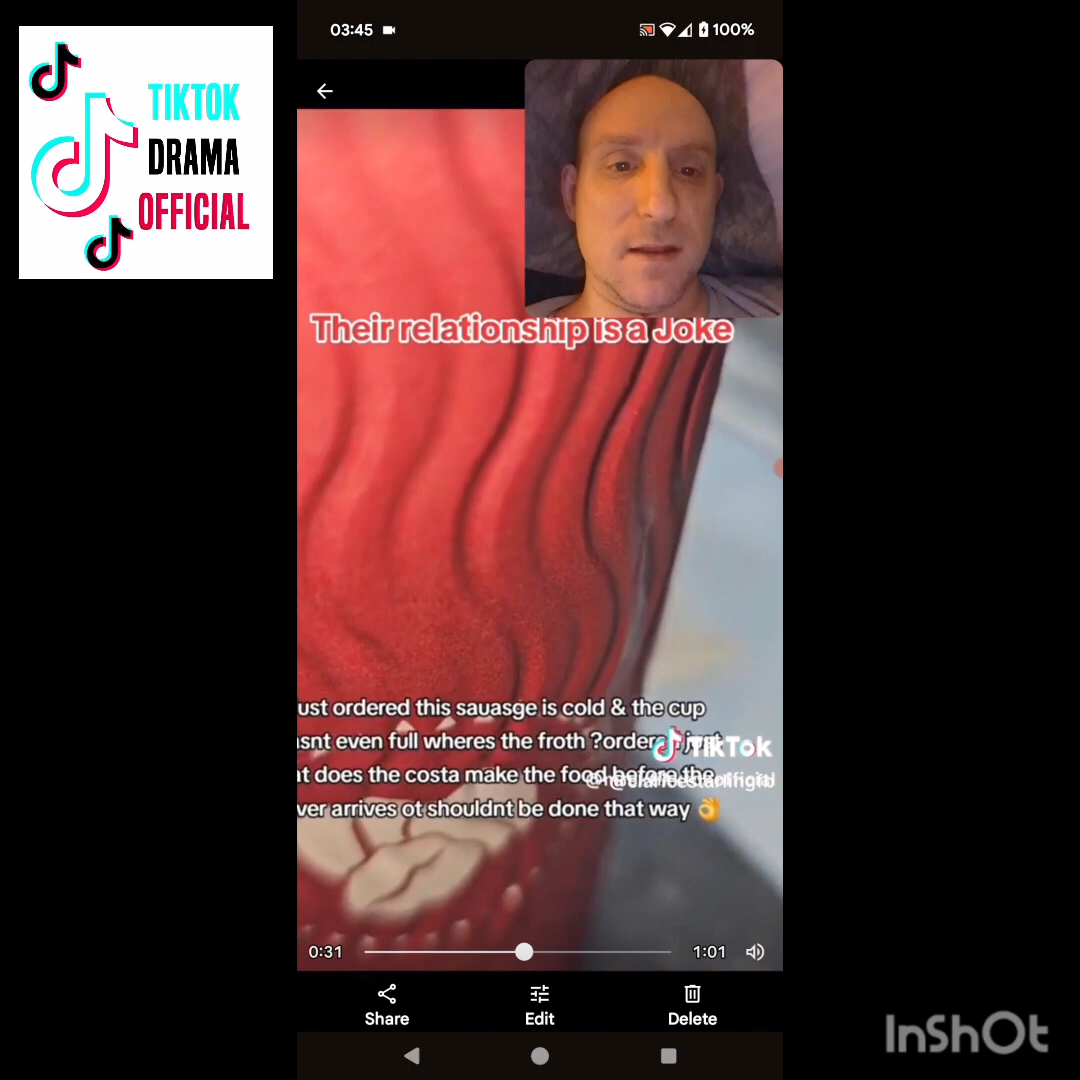 03:45
100%
TIKTOK
DRAMA
OFFICIAL
Their relationship is a Joke
ust ordered this sauasge is cold & the cup
asnt even full wheres the froth ?order
at does the costa make the food before the
ver arrives ot shouldnt be done that way 👌
TikTok
0:31
1:01
Share
Edit
Delete
InShOt